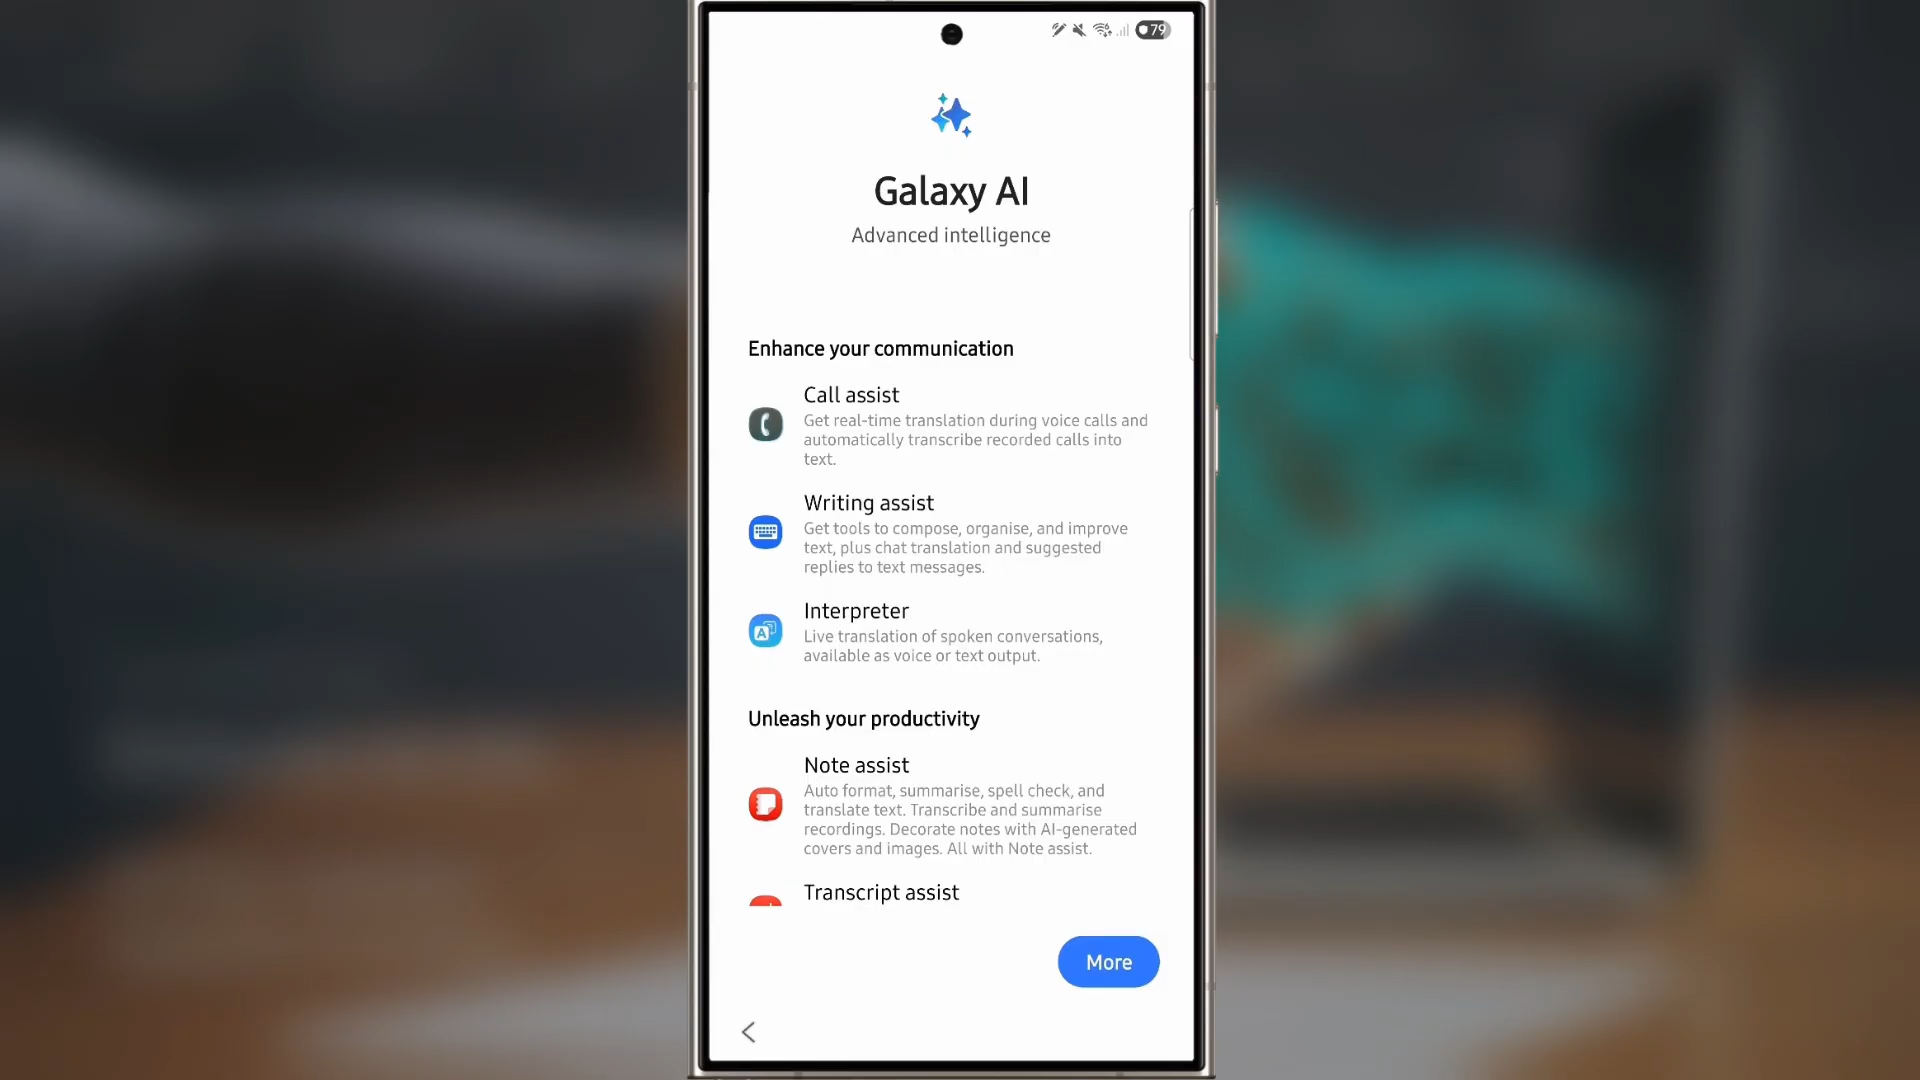 79
Galaxy AI
Advanced intelligence
Enhance your communication
Call assist
Get real-time translation during voice calls and
automatically transcribe recorded calls into
text.
Writing assist
Get tools to compose, organise, and improve
text, plus chat translation and suggested
replies to text messages.
Interpreter
Live translation of spoken conversations,
available as voice or text output.
Unleash your productivity
Note assist
Auto format, summarise, spell check, and
translate text. Transcribe and summarise
recordings. Decorate notes with AI-generated
covers and images. All with Note assist.
Transcript assist
More